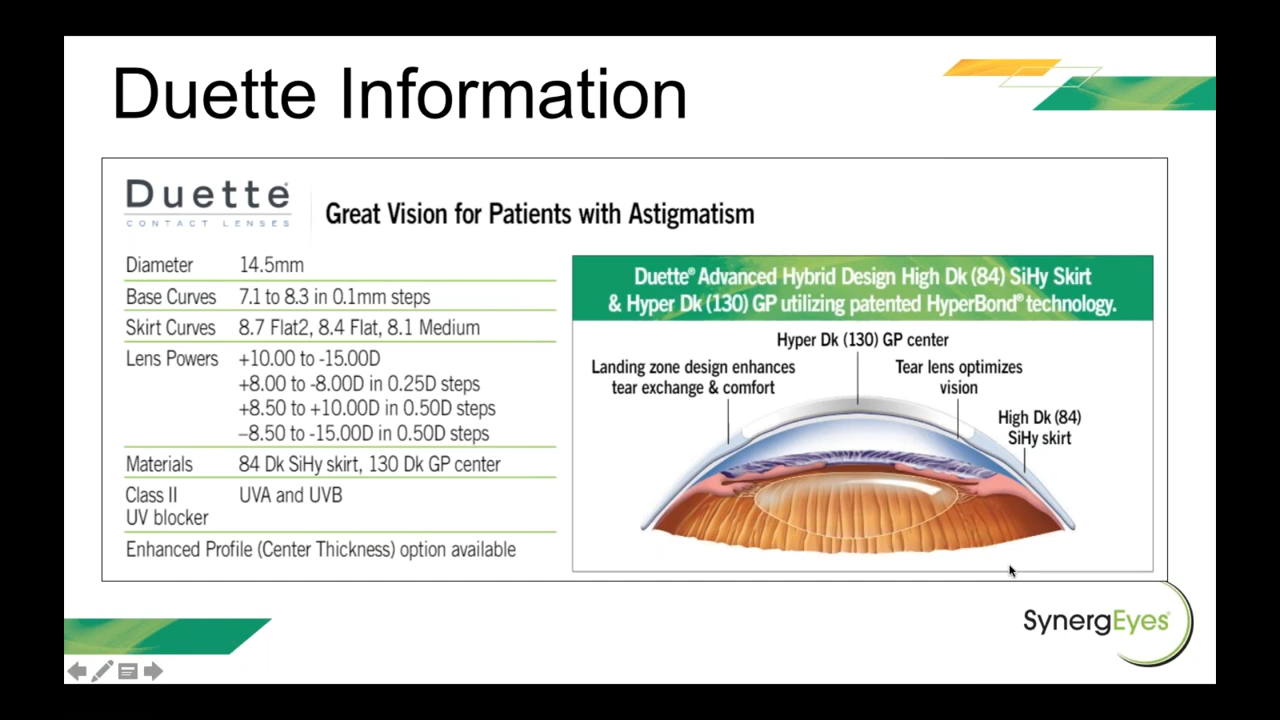 Duette Information
Duette®
CONTACT LENSES
Great Vision for Patients with Astigmatism
Diameter 14.5mm
Base Curves 7.1 to 8.3 in 0.1mm steps
Skirt Curves 8.7 Flat2, 8.4 Flat, 8.1 Medium
Lens Powers +10.00 to -15.00D
+8.00 to -8.00D in 0.25D steps
+8.50 to +10.00D in 0.50D steps
–8.50 to -15.00D in 0.50D steps
Materials 84 Dk SiHy skirt, 130 Dk GP center
Class II UVA and UVB
UV blocker
Enhanced Profile (Center Thickness) option available
Duette® Advanced Hybrid Design High Dk (84) SiHy Skirt
& Hyper Dk (130) GP utilizing patented HyperBond® technology.
Hyper Dk (130) GP center
Landing zone design enhances
tear exchange & comfort
Tear lens optimizes
vision
High Dk (84)
SiHy skirt
SynergEyes®